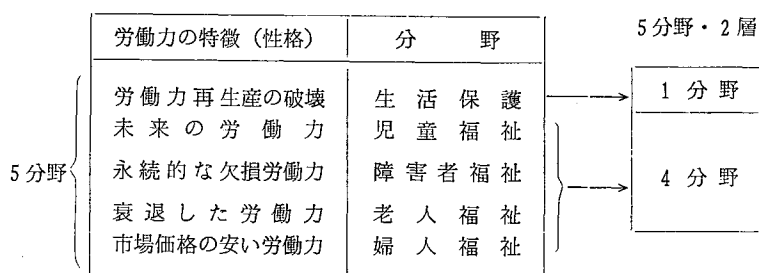 5分野・2層
労働力の特徴(性格) 分野
労働力再生産の破壊 生活保護 1分野
未来の労働力 児童福祉
5分野 永続的な欠損労働力 障害者福祉 4分野
衰退した労働力 老人福祉
市場価格の安い労働力 婦人福祉